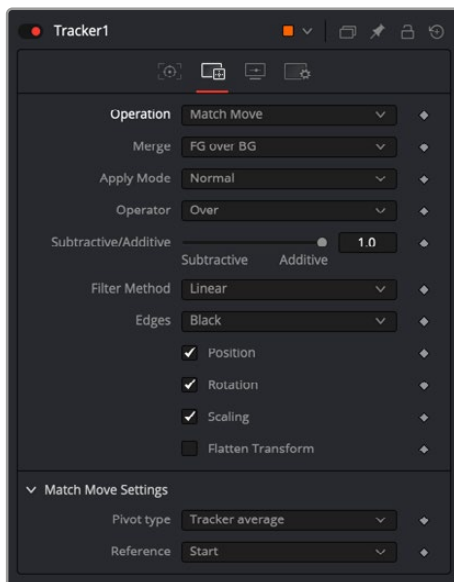 Tracker1
Operation Match Move
Merge FG over BG
Apply Mode Normal
Operator Over
Subtractive/Additive 1.0
Subtractive Additive
Filter Method Linear
Edges Black
Position
Rotation
Scaling
Flatten Transform
Match Move Settings
Pivot type Tracker average
Reference Start